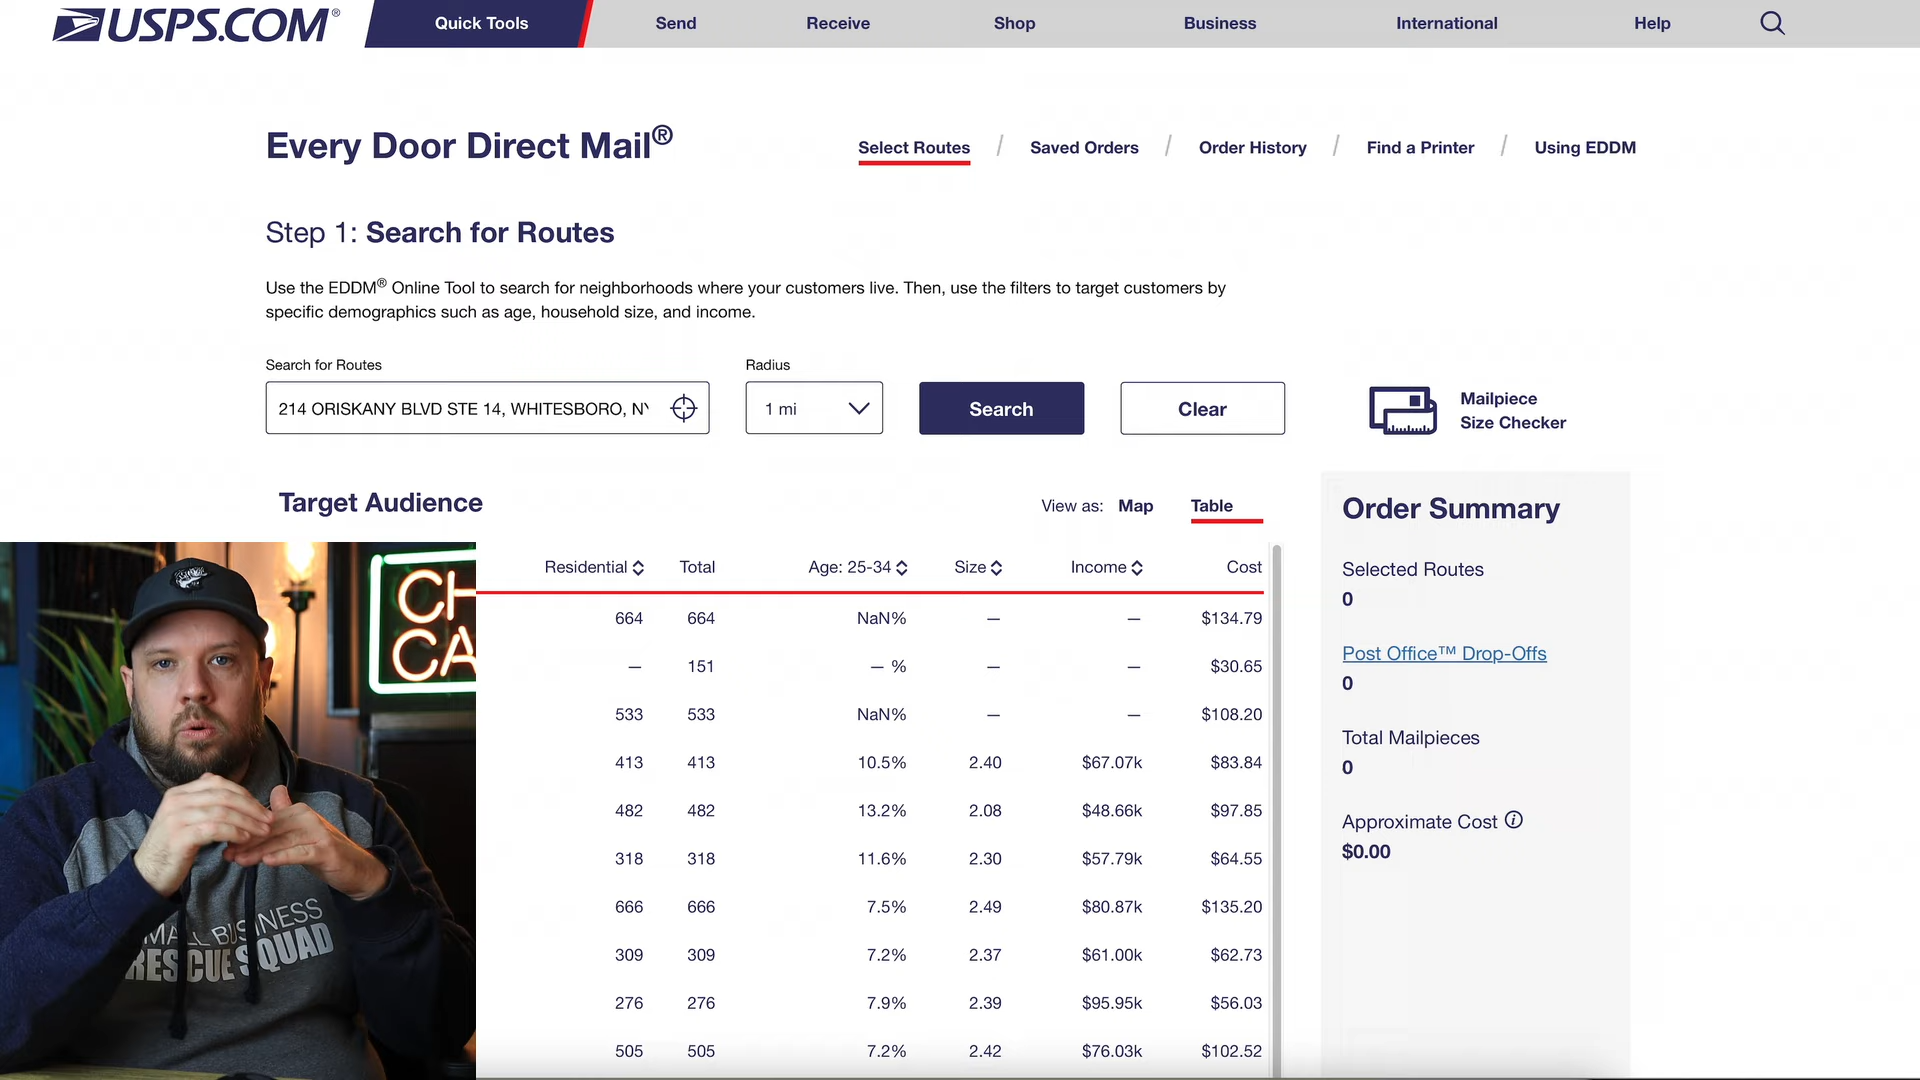 USPS.COM®
Quick Tools
Send
Receive
Shop
Business
International
Help
Every Door Direct Mail®
Select Routes / Saved Orders / Order History / Find a Printer / Using EDDM
Step 1: Search for Routes
Use the EDDM® Online Tool to search for neighborhoods where your customers live. Then, use the filters to target customers by
specific demographics such as age, household size, and income.
Search for Routes
Radius
214 ORISKANY BLVD STE 14, WHITESBORO, NY
1 mi
Search
Clear
Mailpiece
Size Checker
Target Audience
View as: Map Table
Residential Total Age: 25-34 Size Income Cost
664 664 NaN% — — $134.79
— 151 — % — — $30.65
533 533 NaN% — — $108.20
413 413 10.5% 2.40 $67.07k $83.84
482 482 13.2% 2.08 $48.66k $97.85
318 318 11.6% 2.30 $57.79k $64.55
666 666 7.5% 2.49 $80.87k $135.20
309 309 7.2% 2.37 $61.00k $62.73
276 276 7.9% 2.39 $95.95k $56.03
505 505 7.2% 2.42 $76.03k $102.52
Order Summary
Selected Routes
0
Post Office™ Drop-Offs
0
Total Mailpieces
0
Approximate Cost
$0.00
CH
CA
MALL BUSINESS
RESCUE SQUAD